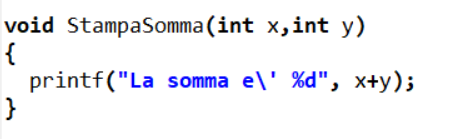 void StampaSomma(int x,int y)
{
  printf("La somma e\' %d", x+y);
}